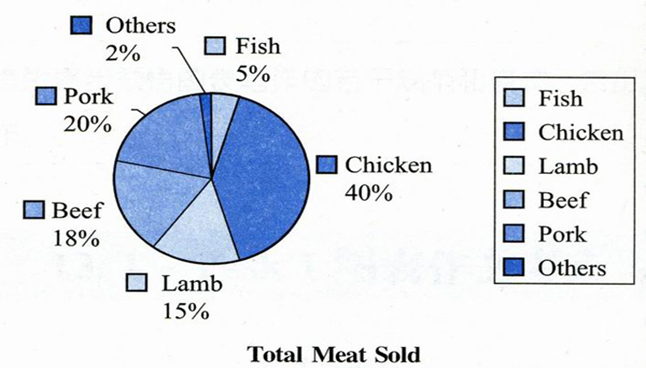 Others
2%
Fish
5%
Pork
20%
Chicken
40%
Beef
18%
Lamb
15%
Fish
Chicken
Lamb
Beef
Pork
Others
Total Meat Sold